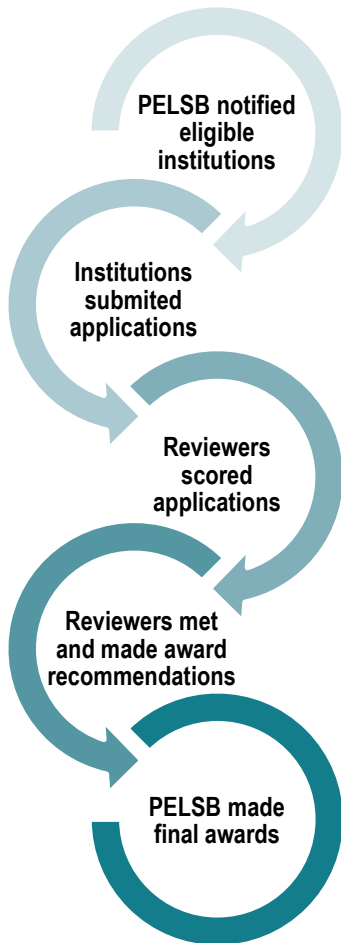 PELSB notified
eligible
institutions
Institutions
submited
applications
Reviewers
scored
applications
Reviewers met
and made award
recommendations
PELSB made
final awards